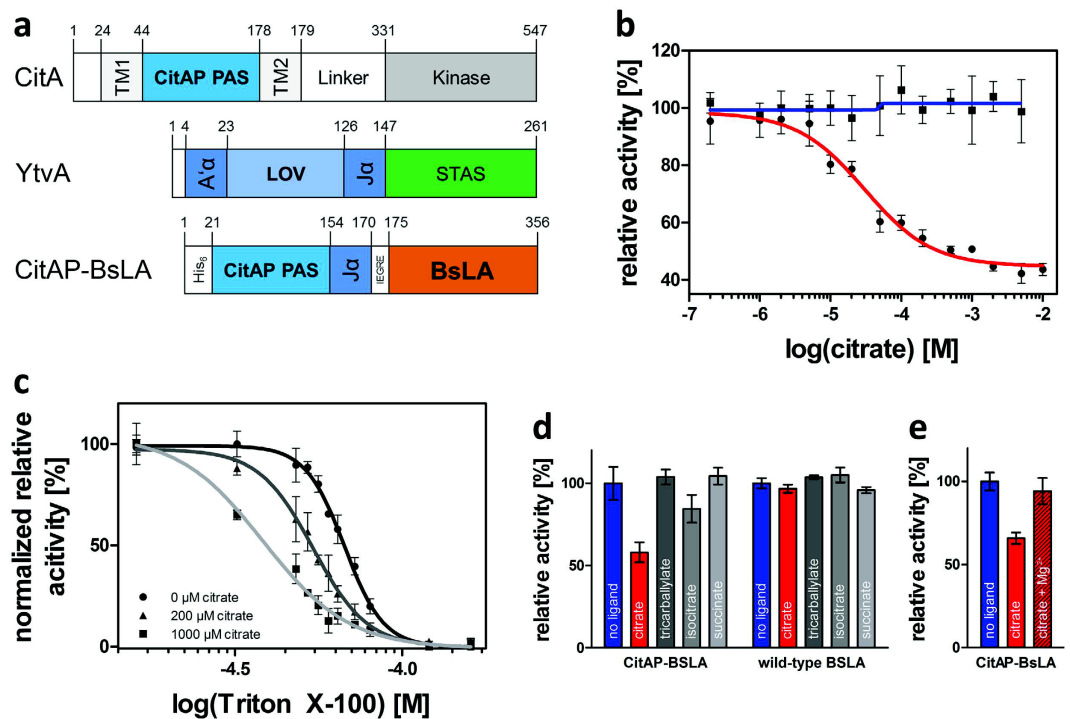 a
1 24 44 178 179 331 547
CitA TM1 CitAP PAS TM2 Linker Kinase
1 4 23 126 147 261
YtvA A'α LOV Jα STAS
1 21 154 170 175 356
CitAP-BsLA His6 CitAP PAS Jα IEGRE BsLA
b
relative activity [%]
120
100
80
60
40
-7 -6 -5 -4 -3 -2
log(citrate) [M]
c
normalized relative
acitivity [%]
100
50
0
0 µM citrate
200 µM citrate
1000 µM citrate
-4.5 -4.0
log(Triton X-100) [M]
d
relative activity [%]
100
50
0
no ligand citrate tricarballylate isocitrate succinate no ligand citrate tricarballylate isocitrate succinate
CitAP-BSLA wild-type BSLA
e
relative activity [%]
100
50
0
no ligand citrate citrate + Mg2+
CitAP-BsLA